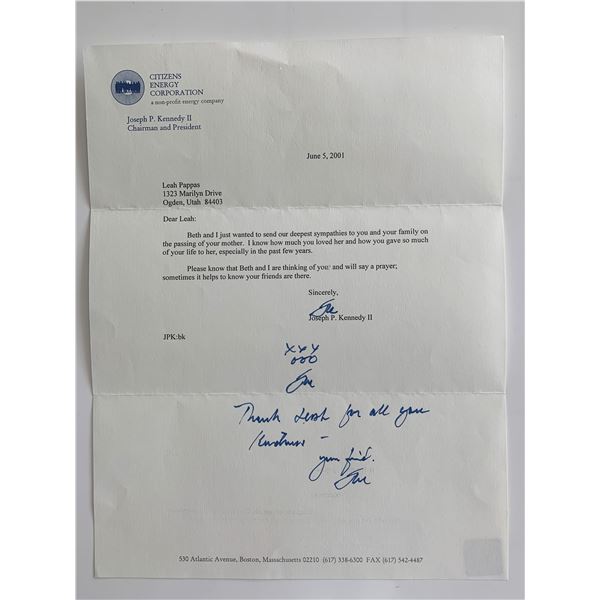 CITIZENS
ENERGY
CORPORATION
a non-profit energy company
Joseph P. Kennedy II
Chairman and President
June 5, 2001
Leah Pappas
1323 Marilyn Drive
Ogden, Utah 84403
Dear Leah:
Beth and I just wanted to send our deepest sympathies to you and your family on
the passing of your mother. I know how much you loved her and how you gave so much
of your life to her, especially in the past few years.
Please know that Beth and I are thinking of you and will say a prayer;
sometimes it helps to know your friends are there.
Sincerely,
Joe
Joseph P. Kennedy II
JPK:bk
xxx
ooo
Joe
Thank Leah for all your
kindness -
your friend.
Joe
530 Atlantic Avenue, Boston, Massachusetts 02210 (617) 338-6300 FAX (617) 542-4487